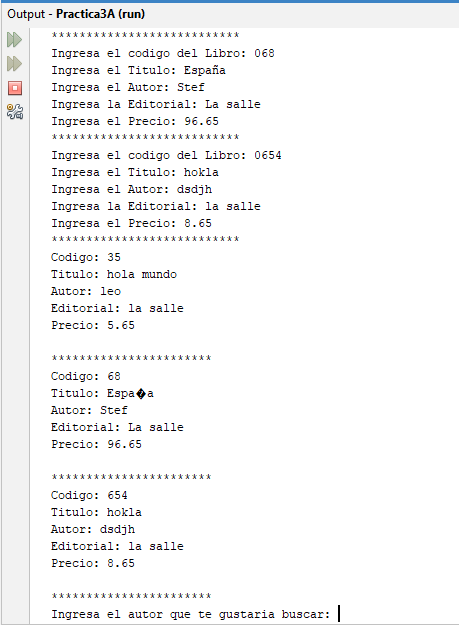 Output - Practica3A (run)
***************************
Ingresa el codigo del Libro: 068
Ingresa el Titulo: España
Ingresa el Autor: Stef
Ingresa la Editorial: La salle
Ingresa el Precio: 96.65
***************************
Ingresa el codigo del Libro: 0654
Ingresa el Titulo: hokla
Ingresa el Autor: dsdjh
Ingresa la Editorial: la salle
Ingresa el Precio: 8.65
***************************
Codigo: 35
Titulo: hola mundo
Autor: leo
Editorial: la salle
Precio: 5.65
***********************
Codigo: 68
Titulo: Espa�a
Autor: Stef
Editorial: La salle
Precio: 96.65
***********************
Codigo: 654
Titulo: hokla
Autor: dsdjh
Editorial: la salle
Precio: 8.65
***********************
Ingresa el autor que te gustaria buscar: